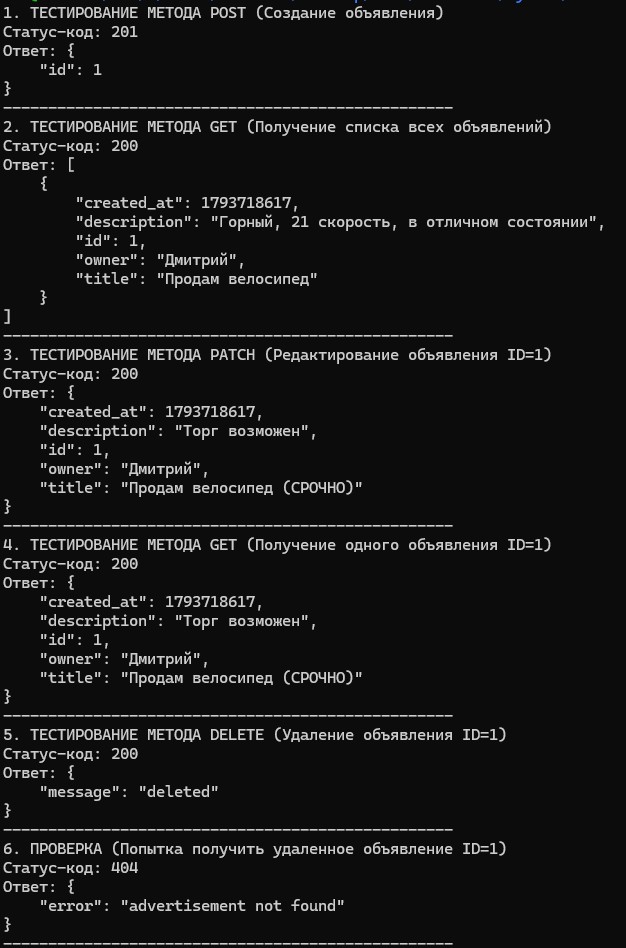 1. ТЕСТИРОВАНИЕ МЕТОДА POST (Создание объявления)
Статус-код: 201
Ответ: {
    "id": 1
}
--------------------------------------------------
2. ТЕСТИРОВАНИЕ МЕТОДА GET (Получение списка всех объявлений)
Статус-код: 200
Ответ: [
    {
        "created_at": 1793718617,
        "description": "Горный, 21 скорость, в отличном состоянии",
        "id": 1,
        "owner": "Дмитрий",
        "title": "Продам велосипед"
    }
]
--------------------------------------------------
3. ТЕСТИРОВАНИЕ МЕТОДА PATCH (Редактирование объявления ID=1)
Статус-код: 200
Ответ: {
    "created_at": 1793718617,
    "description": "Торг возможен",
    "id": 1,
    "owner": "Дмитрий",
    "title": "Продам велосипед (СРОЧНО)"
}
--------------------------------------------------
4. ТЕСТИРОВАНИЕ МЕТОДА GET (Получение одного объявления ID=1)
Статус-код: 200
Ответ: {
    "created_at": 1793718617,
    "description": "Торг возможен",
    "id": 1,
    "owner": "Дмитрий",
    "title": "Продам велосипед (СРОЧНО)"
}
--------------------------------------------------
5. ТЕСТИРОВАНИЕ МЕТОДА DELETE (Удаление объявления ID=1)
Статус-код: 200
Ответ: {
    "message": "deleted"
}
--------------------------------------------------
6. ПРОВЕРКА (Попытка получить удаленное объявление ID=1)
Статус-код: 404
Ответ: {
    "error": "advertisement not found"
}
--------------------------------------------------